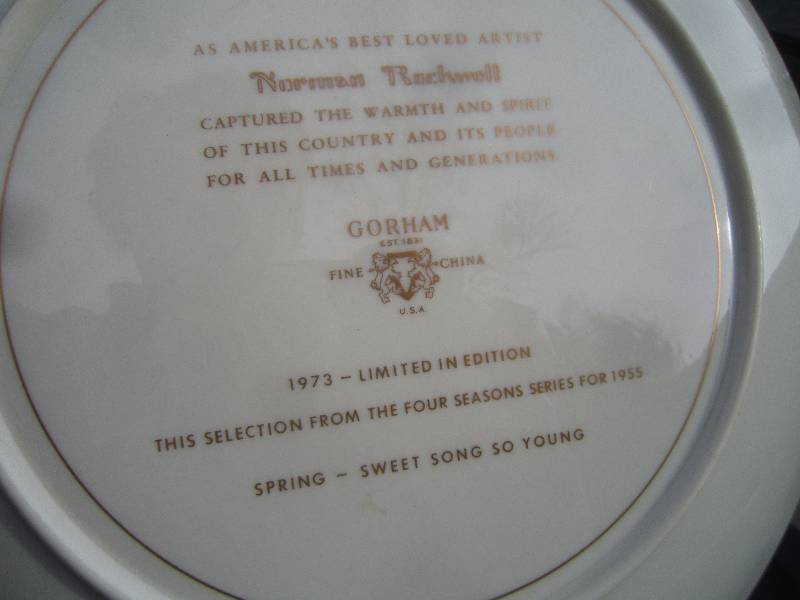 AS AMERICA'S BEST LOVED ARTIST
Norman Rockwell
CAPTURED THE WARMTH AND SPIRIT
OF THIS COUNTRY AND ITS PEOPLE
FOR ALL TIMES AND GENERATIONS.
GORHAM
EST. 1831
FINE CHINA
U.S.A.
1973 – LIMITED IN EDITION
THIS SELECTION FROM THE FOUR SEASONS SERIES FOR 1955
SPRING – SWEET SONG SO YOUNG